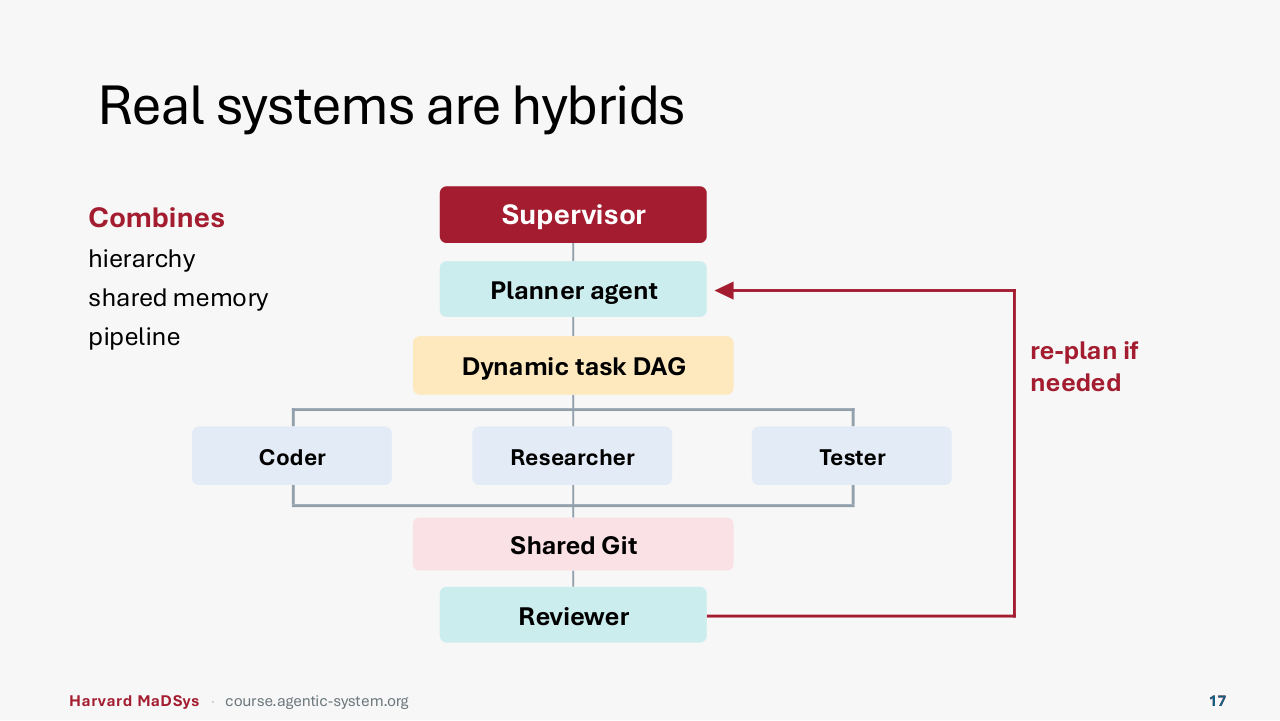 Real systems are hybrids
Combines
hierarchy
shared memory
pipeline
Supervisor
Planner agent
Dynamic task DAG
Coder
Researcher
Tester
Shared Git
Reviewer
re-plan if
needed
Harvard MaDSys · course.agentic-system.org
17